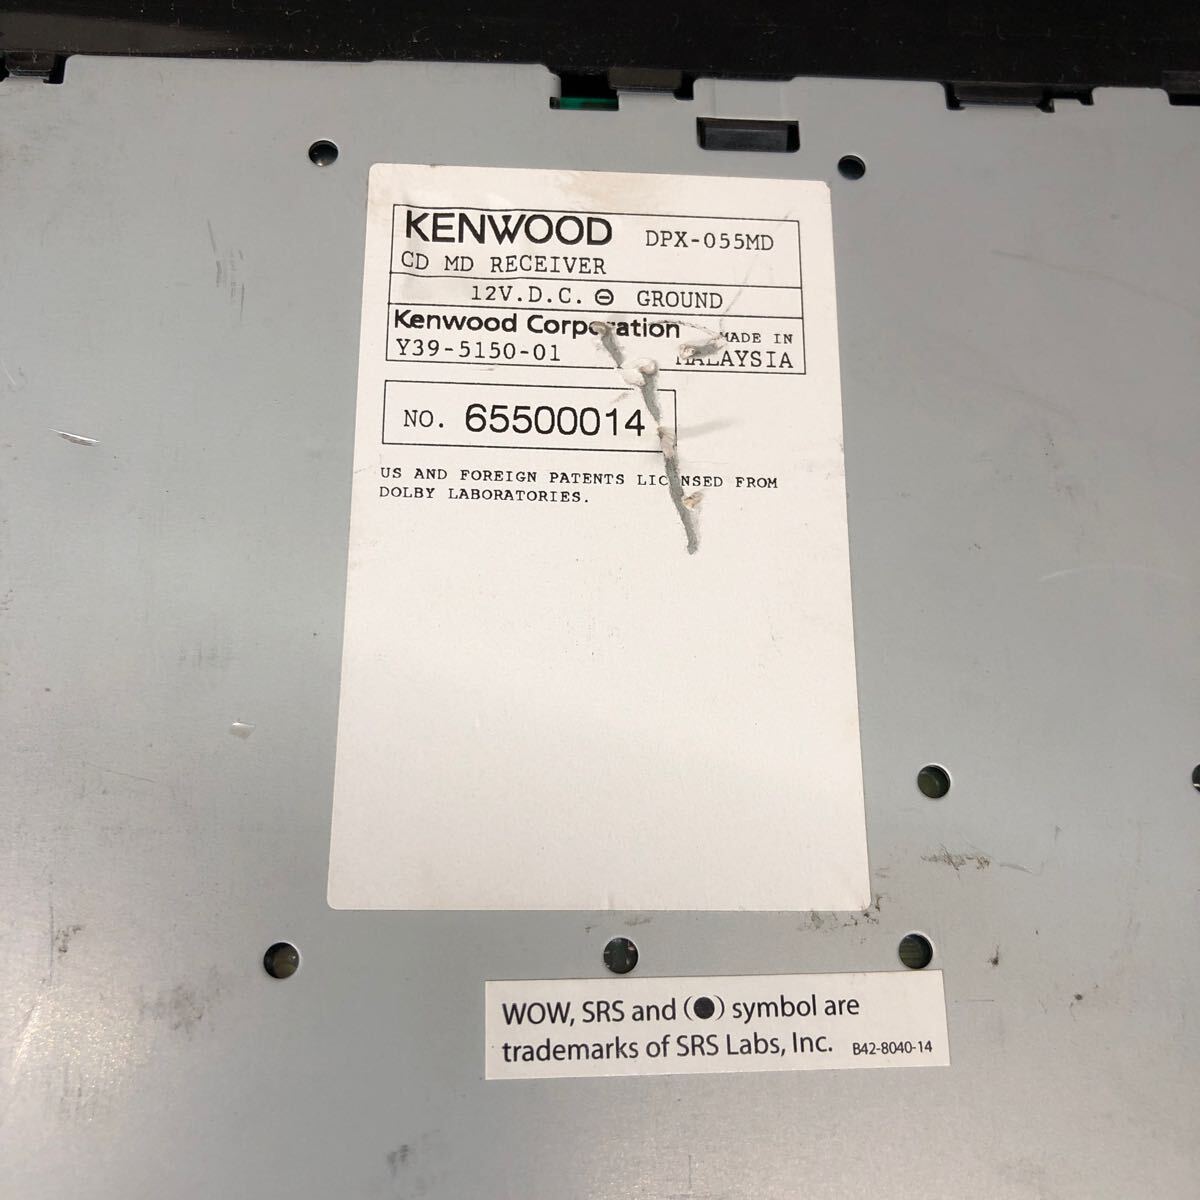 KENWOOD DPX-055MD
CD MD RECEIVER
12V.D.C. ⊖ GROUND
Kenwood Corporation MADE IN
Y39-5150-01 MALAYSIA
NO. 65500014
US AND FOREIGN PATENTS LICENSED FROM
DOLBY LABORATORIES.
WOW, SRS and (●) symbol are
trademarks of SRS Labs, Inc. B42-8040-14